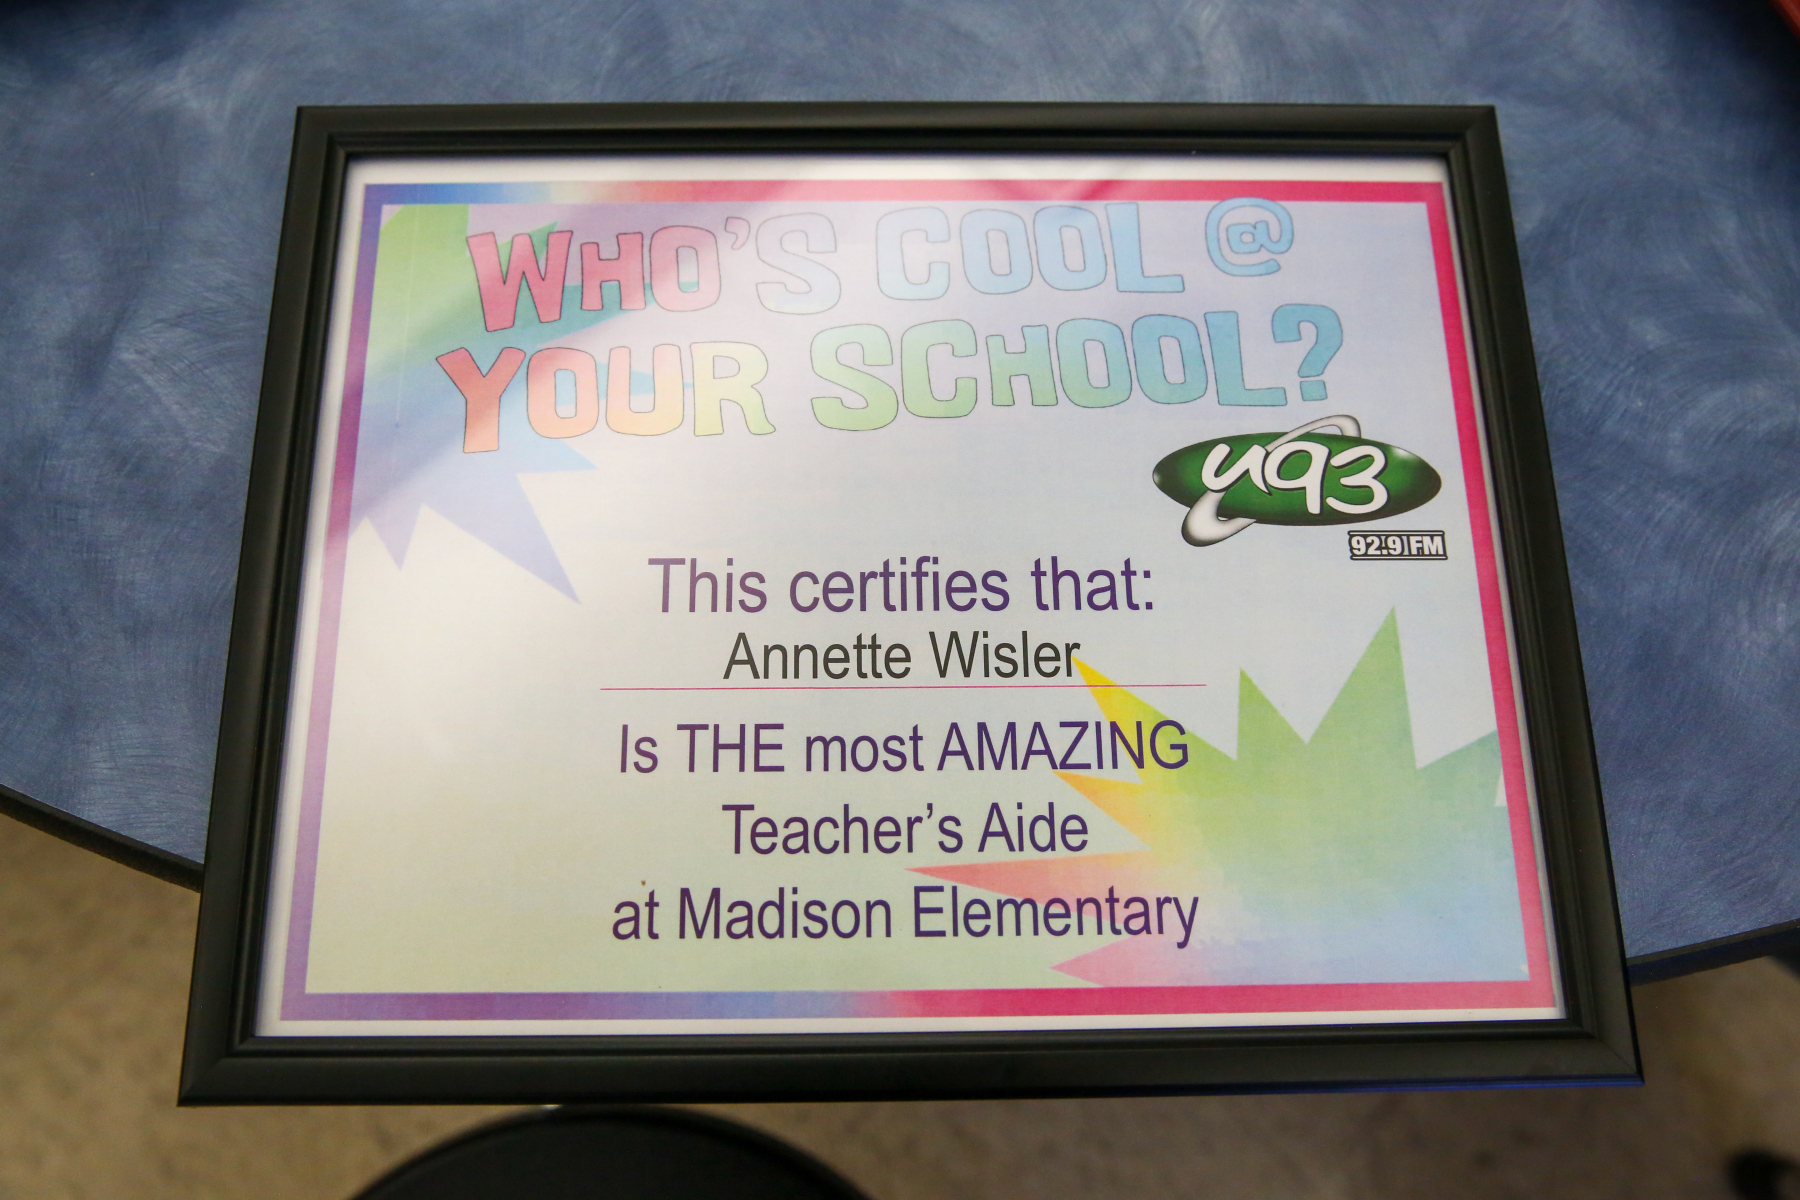 WHO'S COOL @
YOUR SCHOOL?
u93
92.9 FM
This certifies that:
Annette Wisler
Is THE most AMAZING
Teacher's Aide
at Madison Elementary